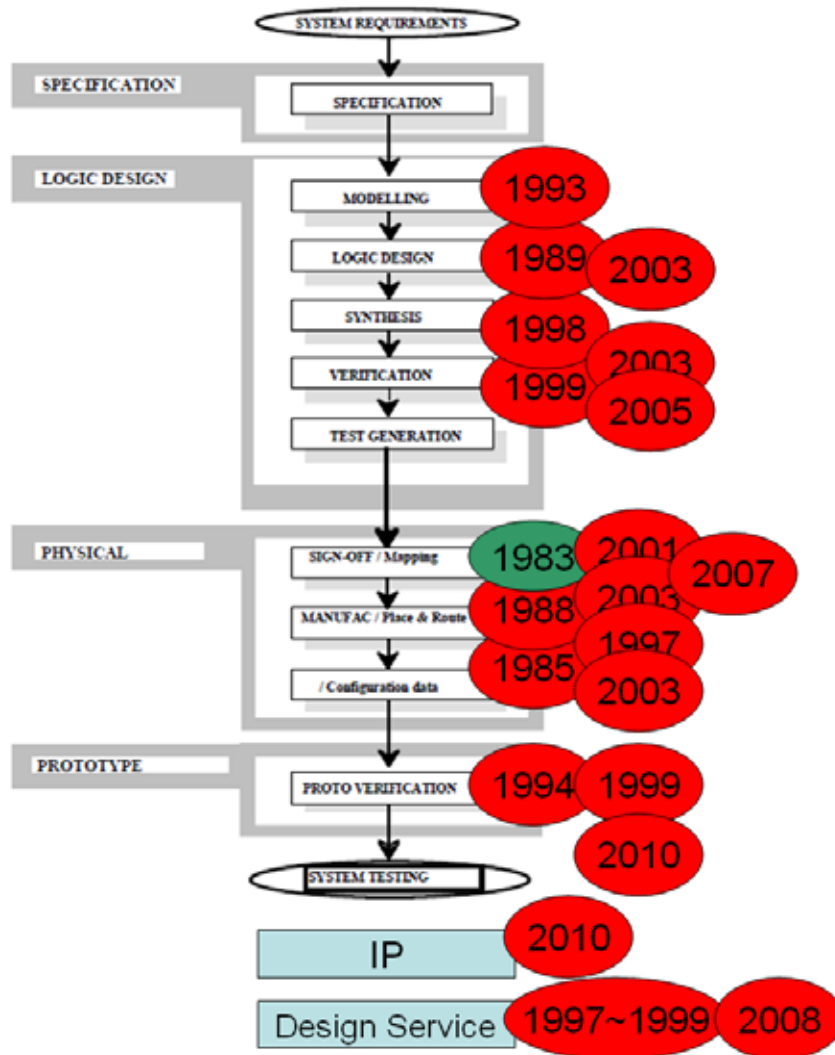 SYSTEM REQUIREMENTS
SPECIFICATION
SPECIFICATION
LOGIC DESIGN
MODELLING
1993
LOGIC DESIGN
1989
2003
SYNTHESIS
1998
VERIFICATION
1999
2003
2005
TEST GENERATION
PHYSICAL
SIGN-OFF / Mapping
1983
2001
2007
MANUFAC / Place & Route
1988
2003
1997
/ Configuration data
1985
2003
PROTOTYPE
PROTO VERIFICATION
1994
1999
2010
SYSTEM TESTING
IP
2010
Design Service
1997~1999
2008